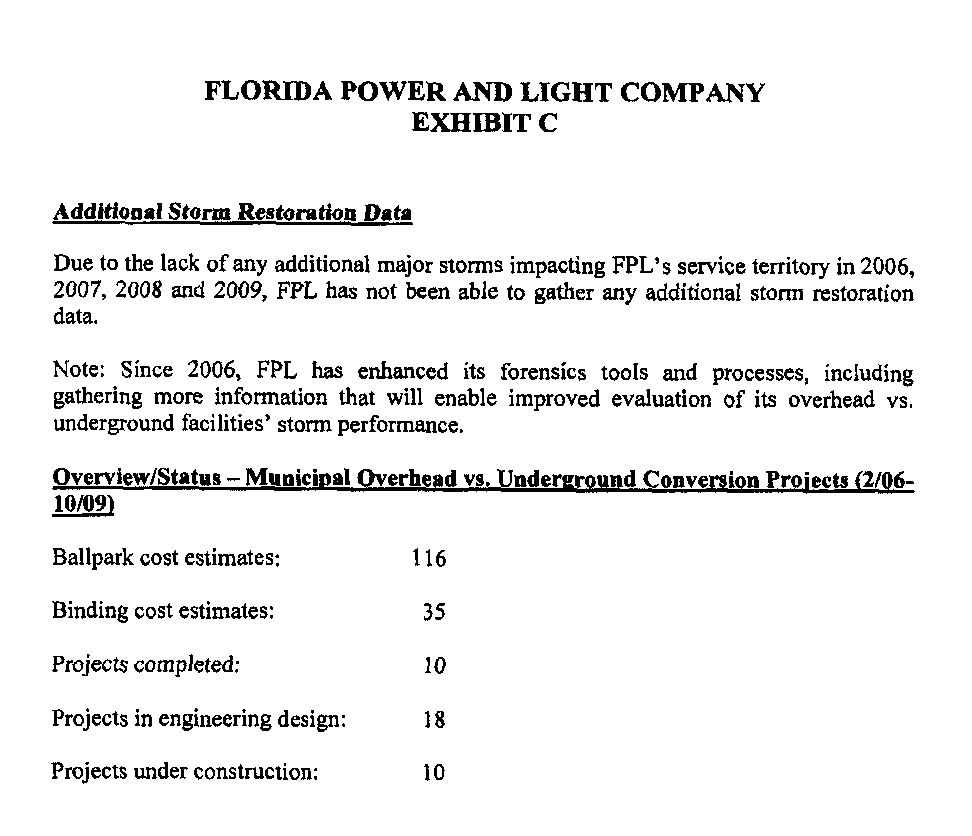 FLORIDA POWER AND LIGHT COMPANY
EXHIBIT C
Additional Storm Restoration Data
Due to the lack of any additional major storms impacting FPL's service territory in 2006,
2007, 2008 and 2009, FPL has not been able to gather any additional storm restoration
data.
Note: Since 2006, FPL has enhanced its forensics tools and processes, including
gathering more information that will enable improved evaluation of its overhead vs.
underground facilities' storm performance.
Overview/Status – Municipal Overhead vs. Underground Conversion Projects (2/06-
10/09)
Ballpark cost estimates: 116
Binding cost estimates: 35
Projects completed: 10
Projects in engineering design: 18
Projects under construction: 10